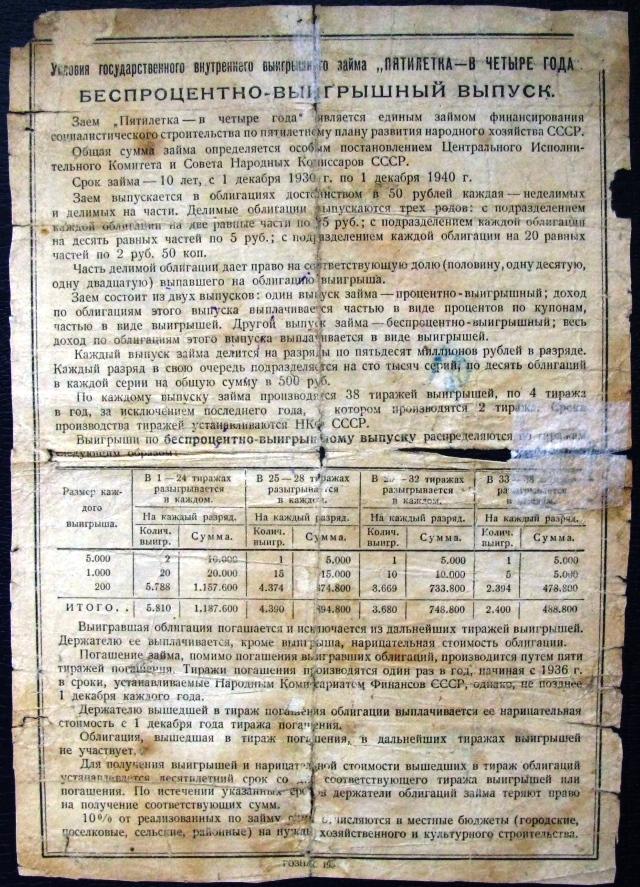 Условия государственного внутреннего выигрышного займа „ПЯТИЛЕТКА—В ЧЕТЫРЕ ГОДА“.
БЕСПРОЦЕНТНО-ВЫИГРЫШНЫЙ ВЫПУСК.
Заем „Пятилетка — в четыре года“ является единым займом финансирования
социалистического строительства по пятилетнему плану развития народного хозяйства СССР.
Общая сумма займа определяется особым постановлением Центрального Исполни-
тельного Комитета и Совета Народных Комиссаров СССР.
Срок займа — 10 лет, с 1 декабря 1930 г. по 1 декабря 1940 г.
Заем выпускается в облигациях достоинством в 50 рублей каждая — неделимых
и делимых на части. Делимые облигации выпускаются трех родов: с подразделением
каждой облигации на две равные части по 25 руб.; с подразделением каждой облигации
на десять равных частей по 5 руб.; с подразделением каждой облигации на 20 равных
частей по 2 руб. 50 коп.
Часть делимой облигации дает право на соответствующую долю (половину, одну десятую,
одну двадцатую) выпавшего на облигацию выигрыша.
Заем состоит из двух выпусков: один выпуск займа — процентно-выигрышный; доход
по облигациям этого выпуска выплачивается частью в виде процентов по купонам,
частью в виде выигрышей. Другой выпуск займа — беспроцентно-выигрышный; весь
доход по облигациям этого выпуска выплачивается в виде выигрышей.
Каждый выпуск займа делится на разряды по пятьдесят миллионов рублей в разряде.
Каждый разряд в свою очередь подразделяется на сто тысяч серий, по десять облигаций
в каждой серии на общую сумму в 500 руб.
По каждому выпуску займа производятся 38 тиражей выигрышей, по 4 тиража
в год, за исключением последнего года, в котором производятся 2 тиража. Сроки
производства тиражей устанавливаются НКФ СССР.
Выигрыши по беспроцентно-выигрышному выпуску распределяются по тиражам
следующим образом:
Размер каж-
дого
выигрыша.
В 1—24 тиражах
разыгрывается
в каждом.
В 25—28 тиражах
разыгрывается
в каждом.
В 29—32 тиражах
разыгрывается
в каждом.
В 33
На каждый разряд. На каждый разряд. На каждый разряд. На каждый разряд.
Колич. выигр. Сумма. Колич. выигр. Сумма. Колич. выигр. Сумма. Колич. выигр. Сумма.
5.000 2 10.000 1 5.000 1 5.000 1 5.000
1.000 20 20.000 15 15.000 10 10.000 5 5.000
200 5.788 1.157.600 4.374 874.800 3.669 733.800 2.394 478.800
ИТОГО. . 5.810 1.187.600 4.390 894.800 3.680 748.800 2.400 488.800
Выигравшая облигация погашается и исключается из дальнейших тиражей выигрышей.
Держателю ее выплачивается, кроме выигрыша, нарицательная стоимость облигации.
Погашение займа, помимо погашения выигравших облигаций, производится путем пяти
тиражей погашения. Тиражи погашения производятся один раз в год, начиная с 1936 г.
в сроки, устанавливаемые Народным Комиссариатом Финансов СССР, однако, не позднее
1 декабря каждого года.
Держателю вышедшей в тираж погашения облигации выплачивается ее нарицательная
стоимость с 1 декабря года тиража погашения.
Облигация, вышедшая в тираж погашения, в дальнейших тиражах выигрышей
не участвует.
Для получения выигрышей и нарицательной стоимости вышедших в тираж облигаций
устанавливается десятилетний срок со дня соответствующего тиража выигрышей или
погашения. По истечении указанных сроков держатели облигаций займа теряют право
на получение соответствующих сумм.
10% от реализованных по займу сумм отчисляются в местные бюджеты (городские,
поселковые, сельские, районные) на нужды хозяйственного и культурного строительства.
ГОЗНАК